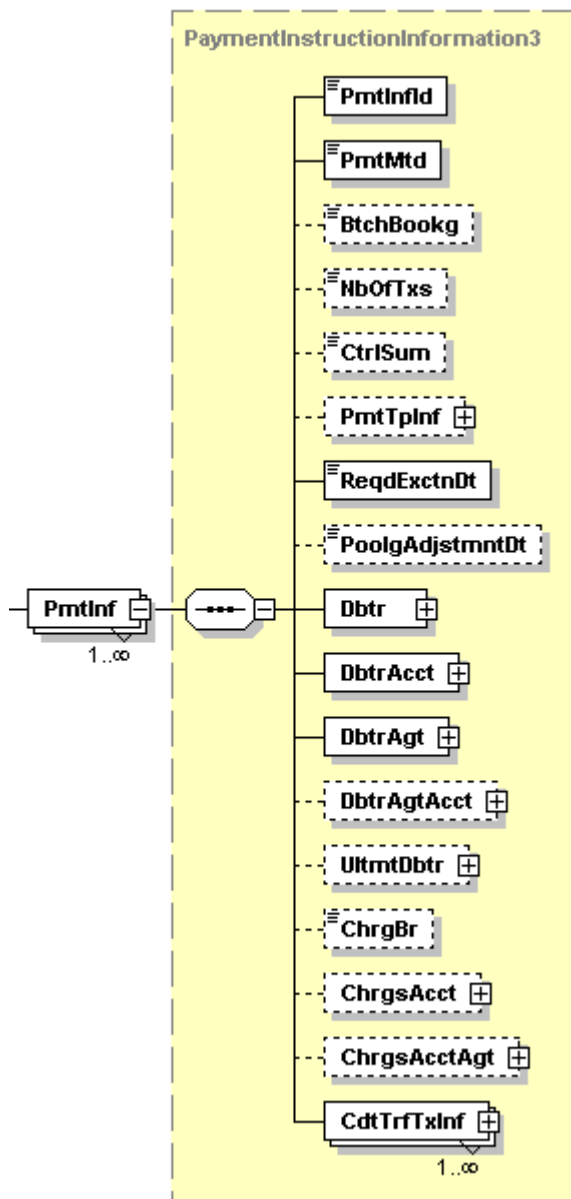 PaymentInstructionInformation3
PmtInfId
PmtMtd
BtchBookg
NbOfTxs
CtrlSum
PmtTpInf
ReqdExctnDt
PoolgAdjstmntDt
PmtInf
1..∞
Dbtr
DbtrAcct
DbtrAgt
DbtrAgtAcct
UltmtDbtr
ChrgBr
ChrgsAcct
ChrgsAcctAgt
CdtTrfTxInf
1..∞